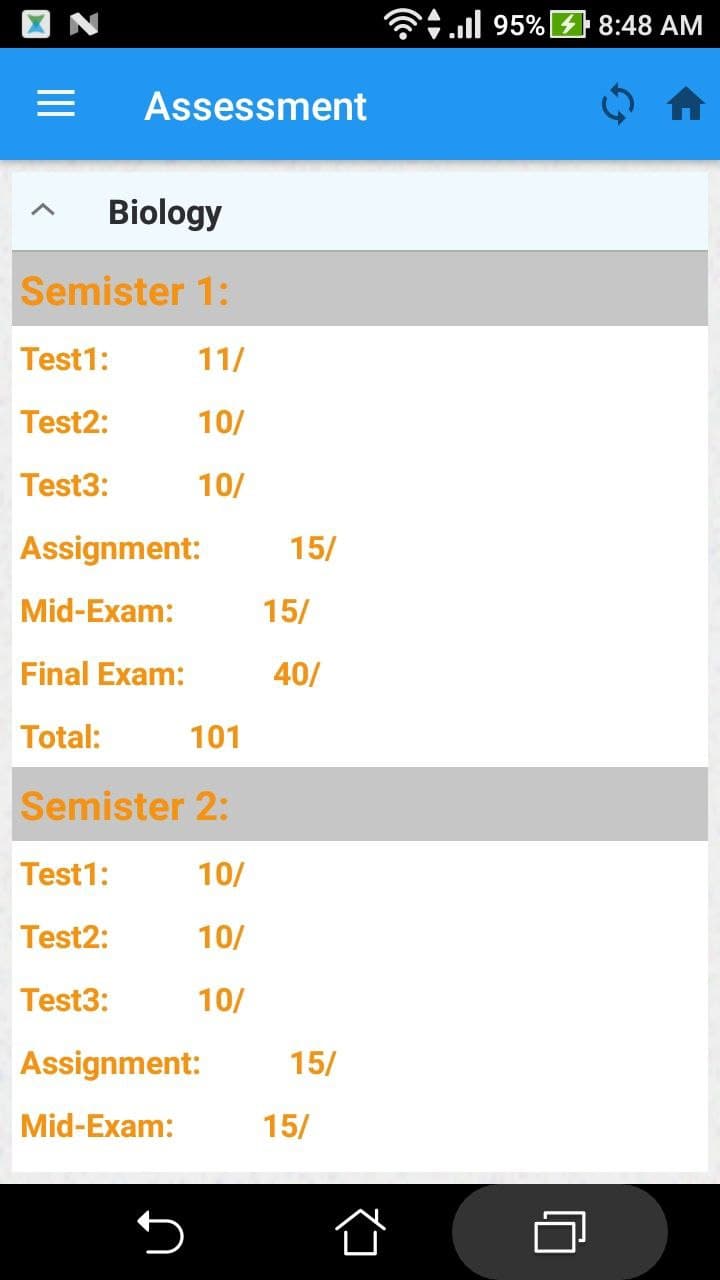 95% 8:48 AM
Assessment
Biology
Semister 1:
Test1: 11/
Test2: 10/
Test3: 10/
Assignment: 15/
Mid-Exam: 15/
Final Exam: 40/
Total: 101
Semister 2:
Test1: 10/
Test2: 10/
Test3: 10/
Assignment: 15/
Mid-Exam: 15/